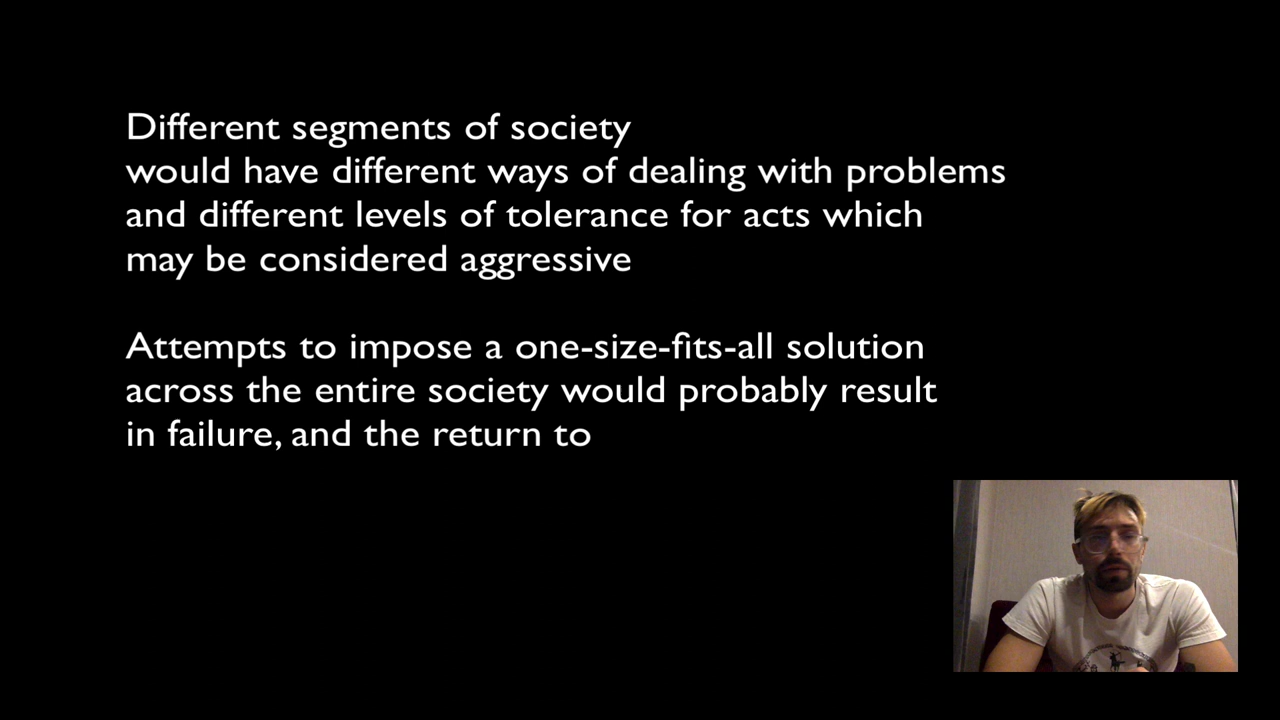 Different segments of society
would have different ways of dealing with problems
and different levels of tolerance for acts which
may be considered aggressive
Attempts to impose a one-size-fits-all solution
across the entire society would probably result
in failure, and the return to